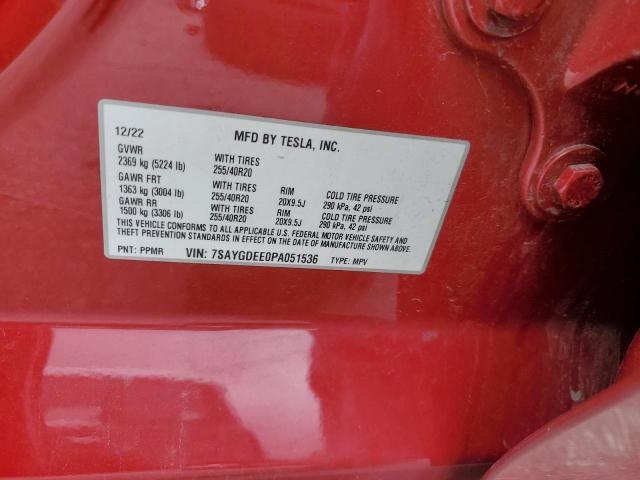 12/22 MFD BY TESLA, INC.
GVWR
2369 kg (5224 lb) WITH TIRES 255/40R20
GAWR FRT
1363 kg (3004 lb) WITH TIRES 255/40R20 RIM 20X9.5J COLD TIRE PRESSURE 290 kPa, 42 psi
GAWR RR
1500 kg (3306 lb) WITH TIRES 255/40R20 RIM 20X9.5J COLD TIRE PRESSURE 290 kPa, 42 psi
THIS VEHICLE CONFORMS TO ALL APPLICABLE U.S. FEDERAL MOTOR VEHICLE SAFETY AND
THEFT PREVENTION STANDARDS IN EFFECT ON THE DATE OF MANUFACTURE SHOWN ABOVE.
PNT: PPMR VIN: 7SAYGDEE0PA051536 TYPE: MPV